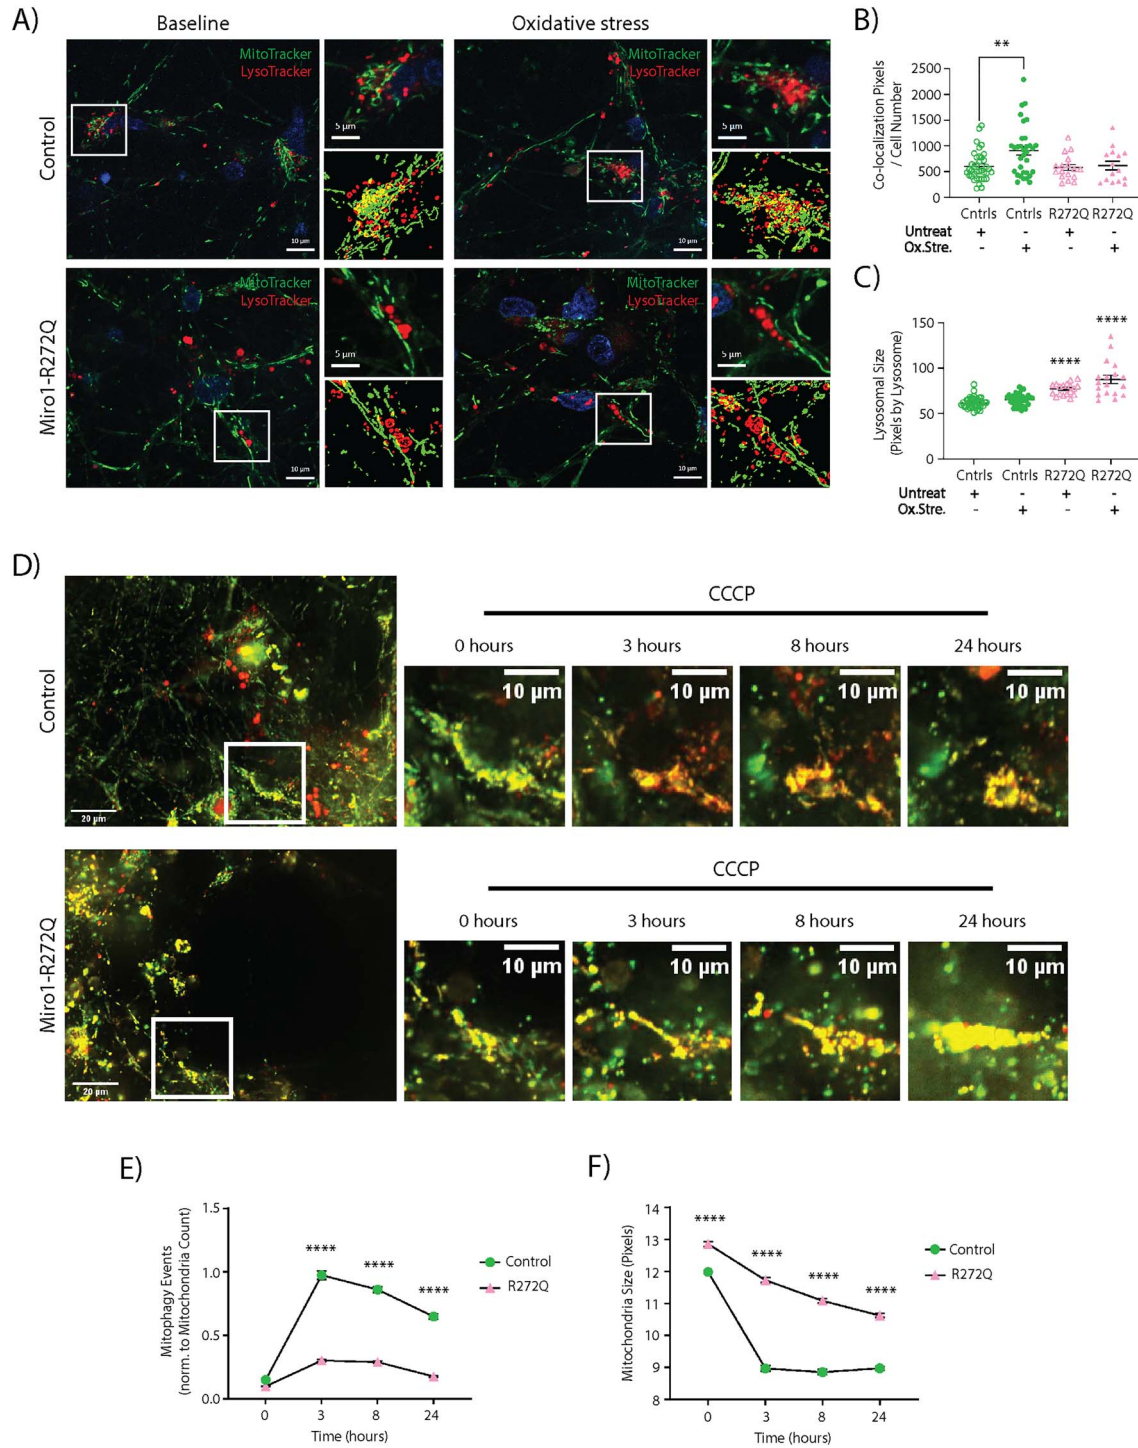 A)
Baseline
Oxidative stress
Control
MitoTracker
LysoTracker
10 µm
5 µm
MitoTracker
LysoTracker
10 µm
5 µm
Miro1-R272Q
MitoTracker
LysoTracker
10 µm
5 µm
MitoTracker
LysoTracker
10 µm
5 µm
B)
Co-localization Pixels
/ Cell Number
2500
2000
1500
1000
500
0
**
Cntrls Cntrls R272Q R272Q
Untreat + - + -
Ox.Stre. - + - +
C)
Lysosomal Size
(Pixels by Lysosome)
150
100
50
0
**** ****
Cntrls Cntrls R272Q R272Q
Untreat + - + -
Ox.Stre. - + - +
D)
Control
20 µm
CCCP
0 hours 3 hours 8 hours 24 hours
10 µm 10 µm 10 µm 10 µm
Miro1-R272Q
20 µm
CCCP
0 hours 3 hours 8 hours 24 hours
10 µm 10 µm 10 µm 10 µm
E)
Mitophagy Events
(norm. to Mitochondria Count)
1.5
1.0
0.5
0.0
**** **** ****
Control
R272Q
0 3 8 24
Time (hours)
F)
Mitochondria Size (Pixels)
14
13
12
11
10
9
8
**** **** **** ****
Control
R272Q
0 3 8 24
Time (hours)